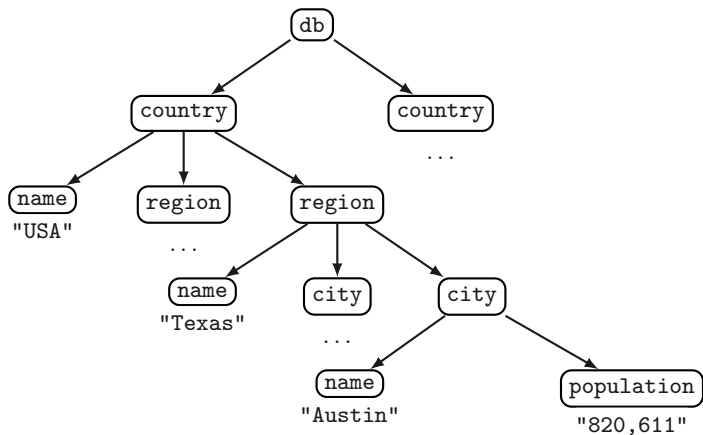 db
country country
...
name region region
"USA" ...
name city city
"Texas" ...
name population
"Austin" "820,611"